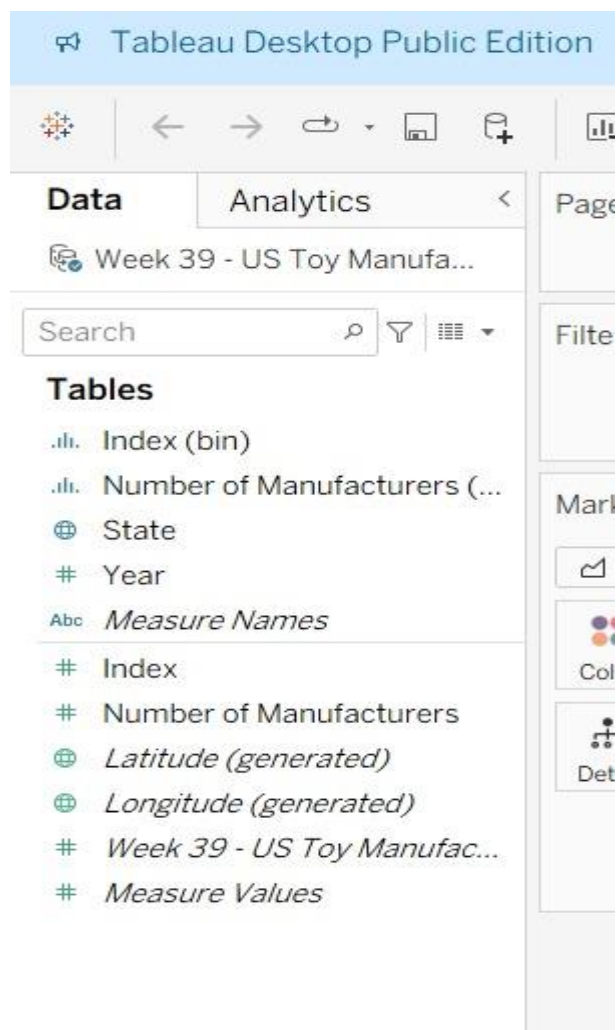 Tableau Desktop Public Edition
Data
Analytics
Page
Week 39 - US Toy Manufa...
Search
Filte
Tables
Index (bin)
Number of Manufacturers (...
Mark
State
# Year
Abc Measure Names
# Index
Col
# Number of Manufacturers
Latitude (generated)
Det
Longitude (generated)
# Week 39 - US Toy Manufac...
# Measure Values